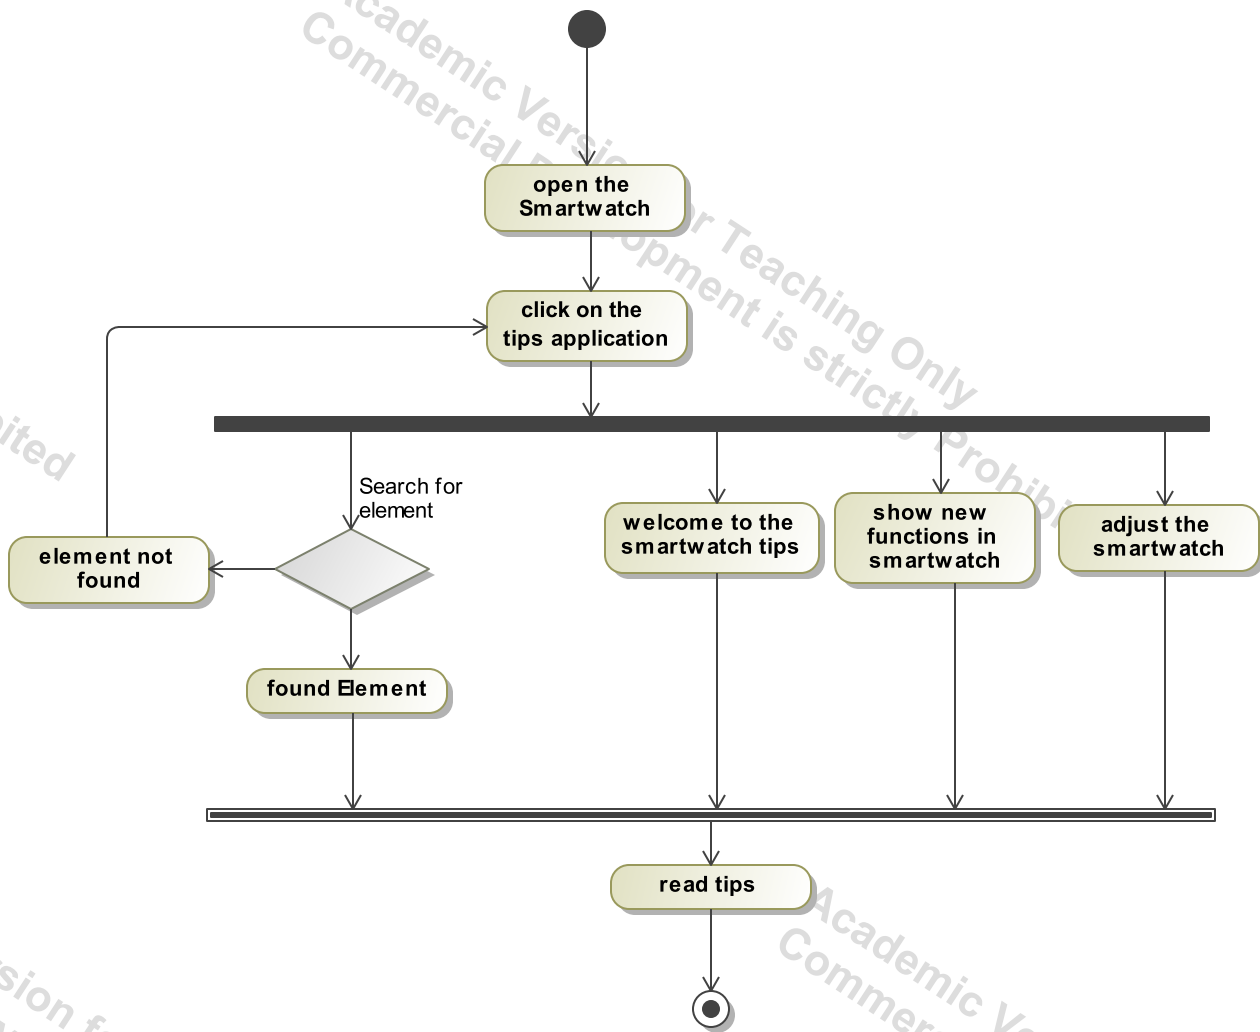 Academic Version for Teaching Only
Commercial Development is strictly Prohibited
open the
Smartwatch
click on the
tips application
Search for
element
welcome to the
smartwatch tips
show new
functions in
smartwatch
adjust the
smartwatch
element not
found
found Element
read tips
Academic